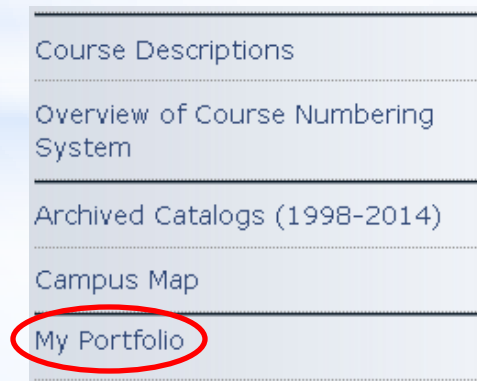 Course Descriptions
Overview of Course Numbering
System
Archived Catalogs (1998-2014)
Campus Map
My Portfolio